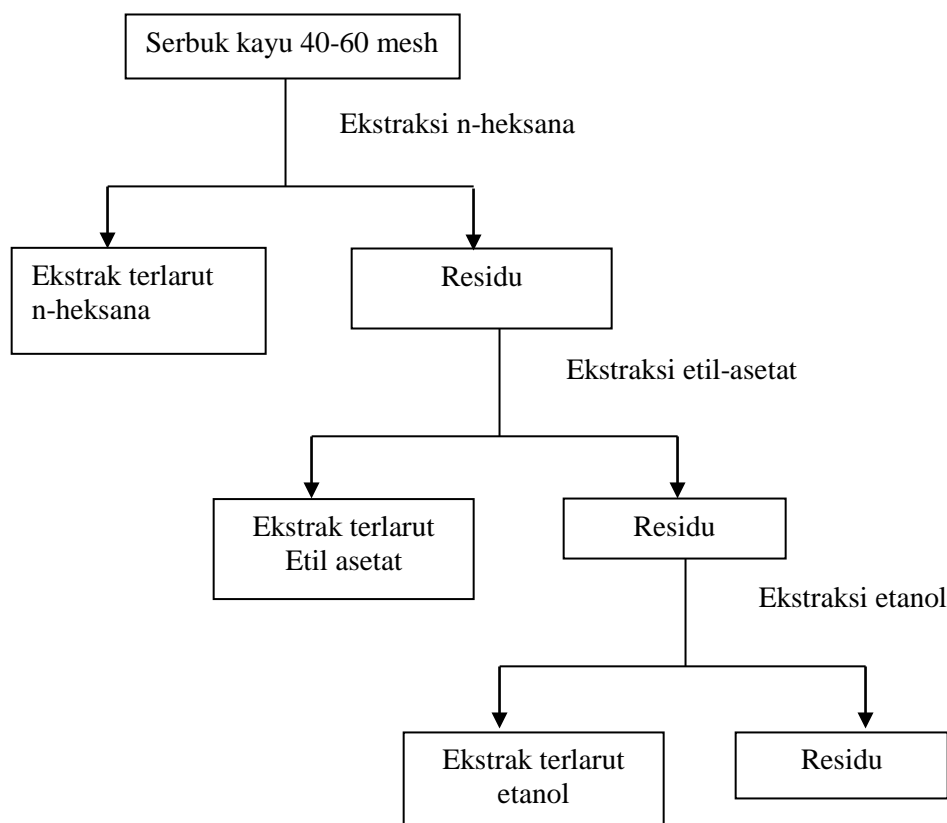 Serbuk kayu 40-60 mesh
Ekstraksi n-heksana
Ekstrak terlarut
n-heksana
Residu
Ekstraksi etil-asetat
Ekstrak terlarut
Etil asetat
Residu
Ekstraksi etanol
Ekstrak terlarut
etanol
Residu